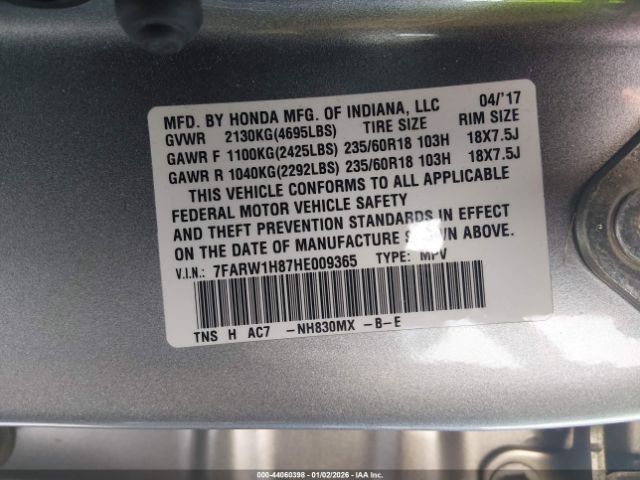 MFD. BY HONDA MFG. OF INDIANA, LLC 04/'17
GVWR 2130KG(4695LBS) TIRE SIZE RIM SIZE
GAWR F 1100KG(2425LBS) 235/60R18 103H 18X7.5J
GAWR R 1040KG(2292LBS) 235/60R18 103H 18X7.5J
THIS VEHICLE CONFORMS TO ALL APPLICABLE
FEDERAL MOTOR VEHICLE SAFETY
AND THEFT PREVENTION STANDARDS IN EFFECT
ON THE DATE OF MANUFACTURE SHOWN ABOVE.
V.I.N.: 7FARW1H87HE009365 TYPE: MPV
TNS H AC7 -NH830MX -B-E
000-44060398 - 01/02/2026 - IAA Inc.